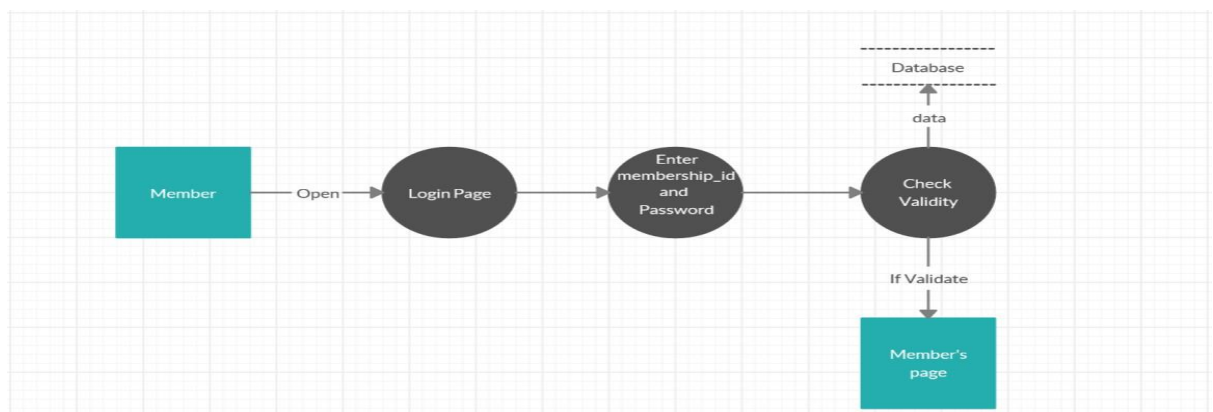 Database
data
Member
Open
Login Page
Enter
membership_id
and
Password
Check
Validity
If Validate
Member's
page